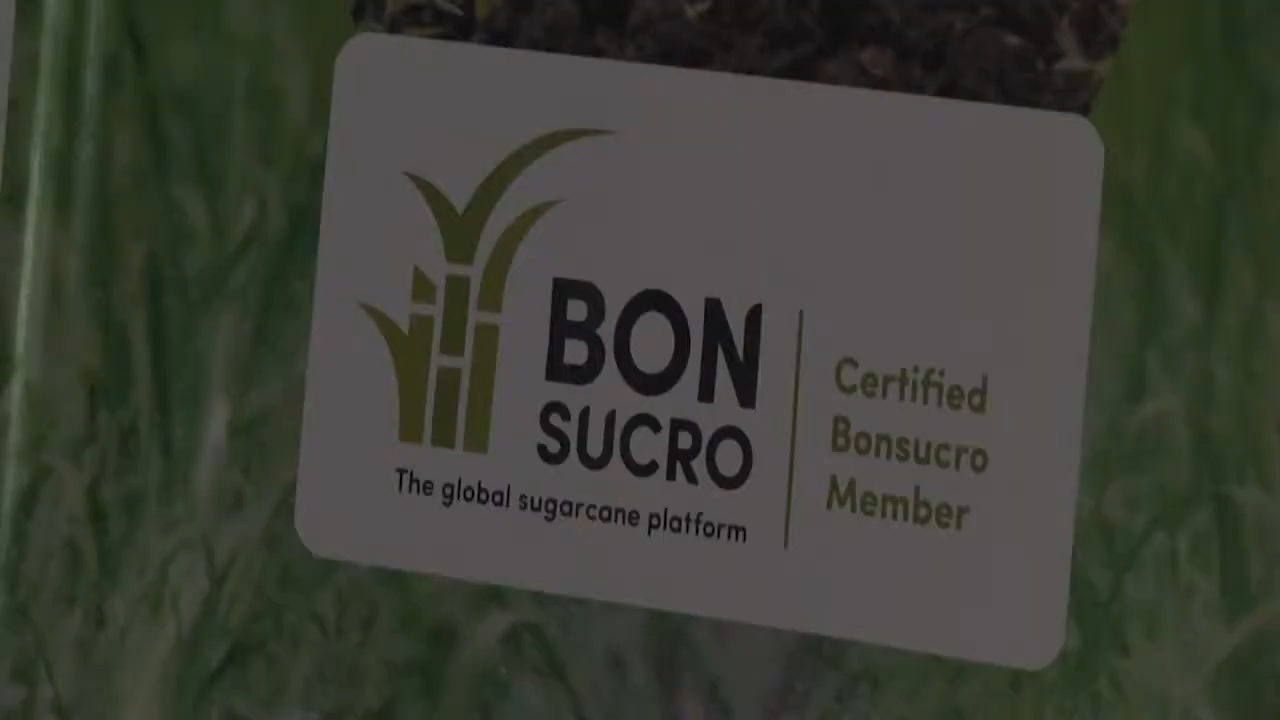 BON
SUCRO
The global sugarcane platform
Certified
Bonsucro
Member